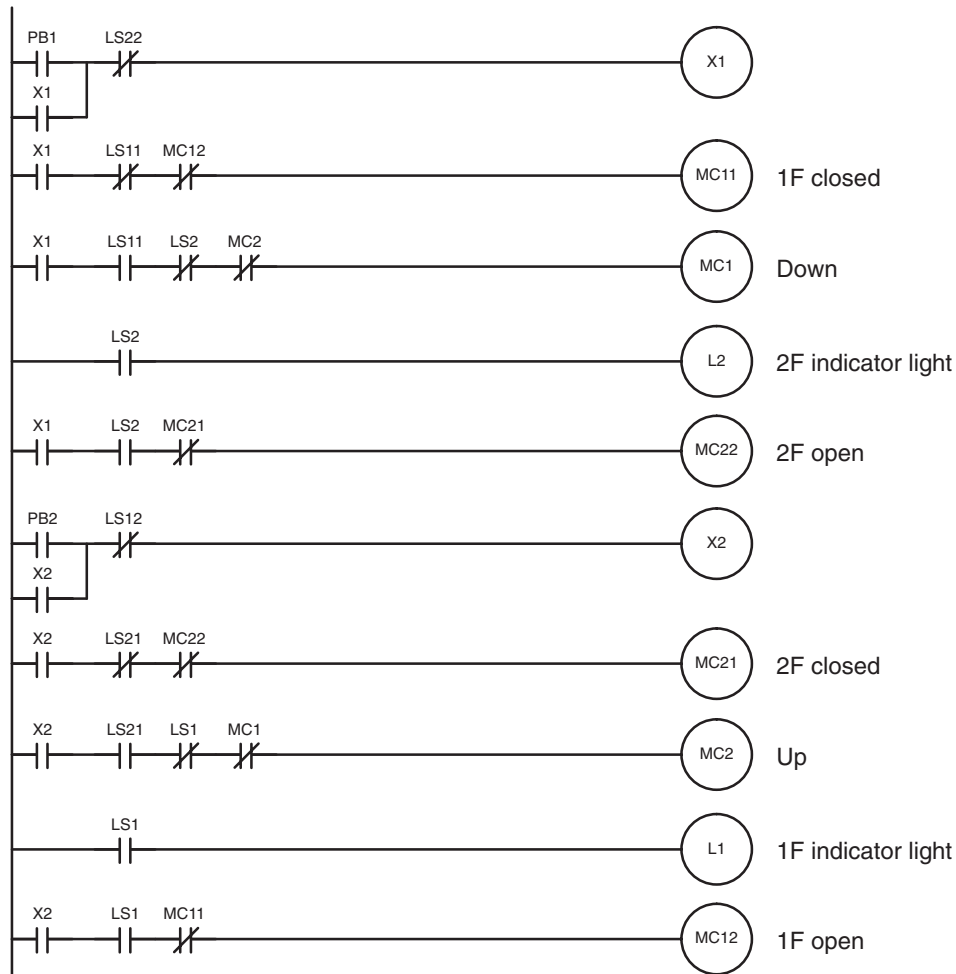 PB1 LS22
X1
X1
X1 LS11 MC12
MC11 1F closed
X1 LS11 LS2 MC2
MC1 Down
LS2
L2 2F indicator light
X1 LS2 MC21
MC22 2F open
PB2 LS12
X2
X2
X2 LS21 MC22
MC21 2F closed
X2 LS21 LS1 MC1
MC2 Up
LS1
L1 1F indicator light
X2 LS1 MC11
MC12 1F open